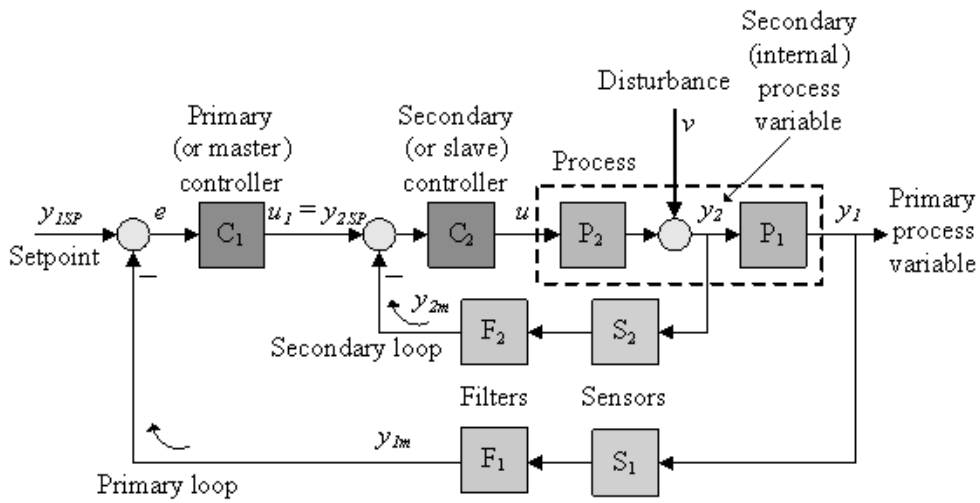 Secondary
(internal)
process
variable
Disturbance
v
Primary
(or master)
controller
Secondary
(or slave)
controller
Process
y1SP
e
C1
u1 = y2SP
C2
u
P2
y2
P1
y1
Primary
process
variable
Setpoint
–
–
y2m
F2
S2
Secondary loop
Filters
Sensors
y1m
F1
S1
Primary loop